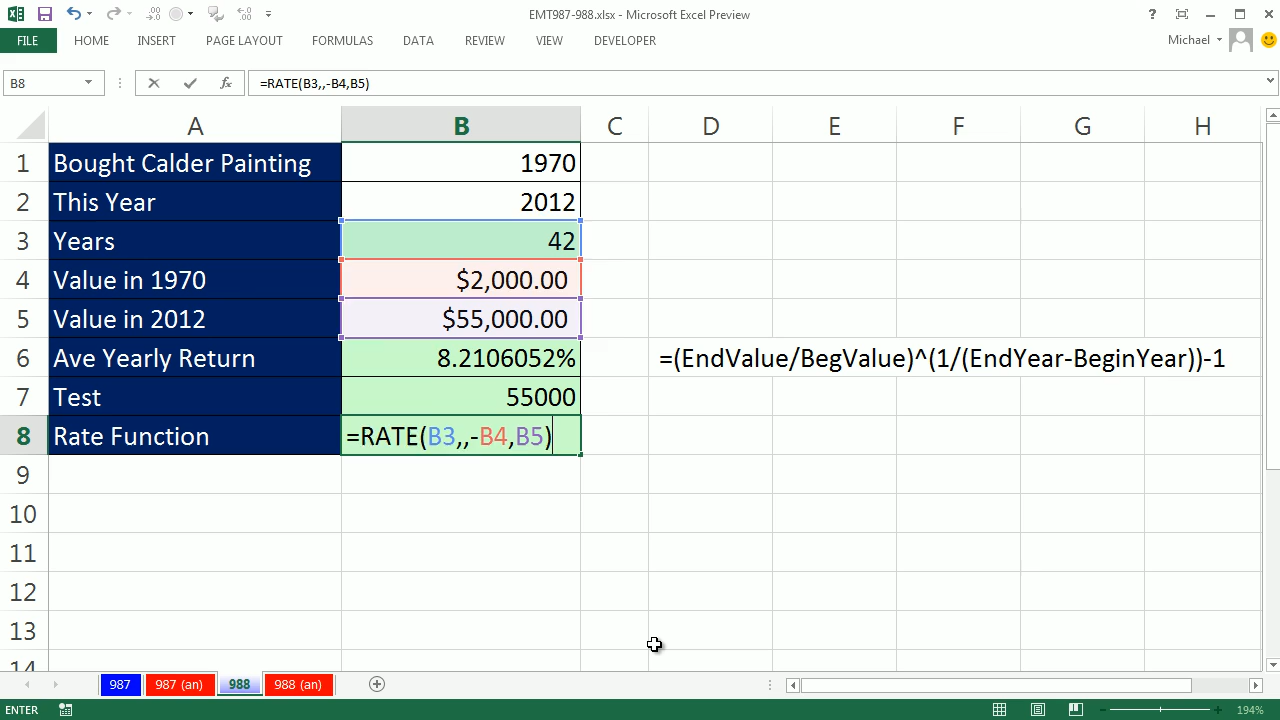 EMT987-988.xlsx - Microsoft Excel Preview
FILE HOME INSERT PAGE LAYOUT FORMULAS DATA REVIEW VIEW DEVELOPER Michael
B8 fx =RATE(B3,,-B4,B5)
A B C D E F G H
1 Bought Calder Painting 1970
2 This Year 2012
3 Years 42
4 Value in 1970 $2,000.00
5 Value in 2012 $55,000.00
6 Ave Yearly Return 8.2106052% =(EndValue/BegValue)^(1/(EndYear-BeginYear))-1
7 Test 55000
8 Rate Function =RATE(B3,,-B4,B5)
9
10
11
12
13
14
987 987 (an) 988 988 (an)
ENTER 194%